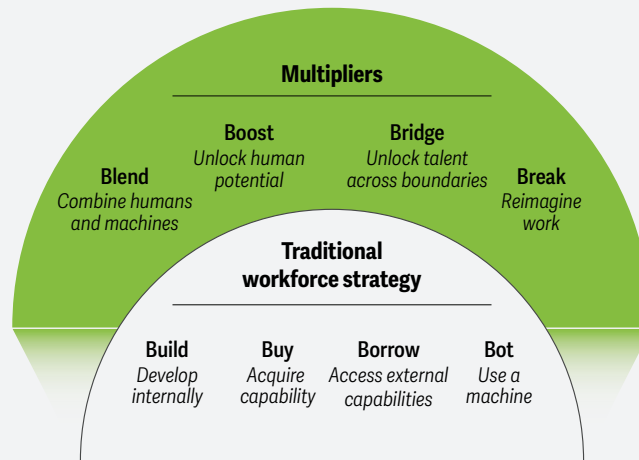 Multipliers
Boost
Unlock human
potential
Bridge
Unlock talent
across boundaries
Blend
Combine humans
and machines
Break
Reimagine
work
Traditional
workforce strategy
Build
Develop
internally
Buy
Acquire
capability
Borrow
Access external
capabilities
Bot
Use a
machine